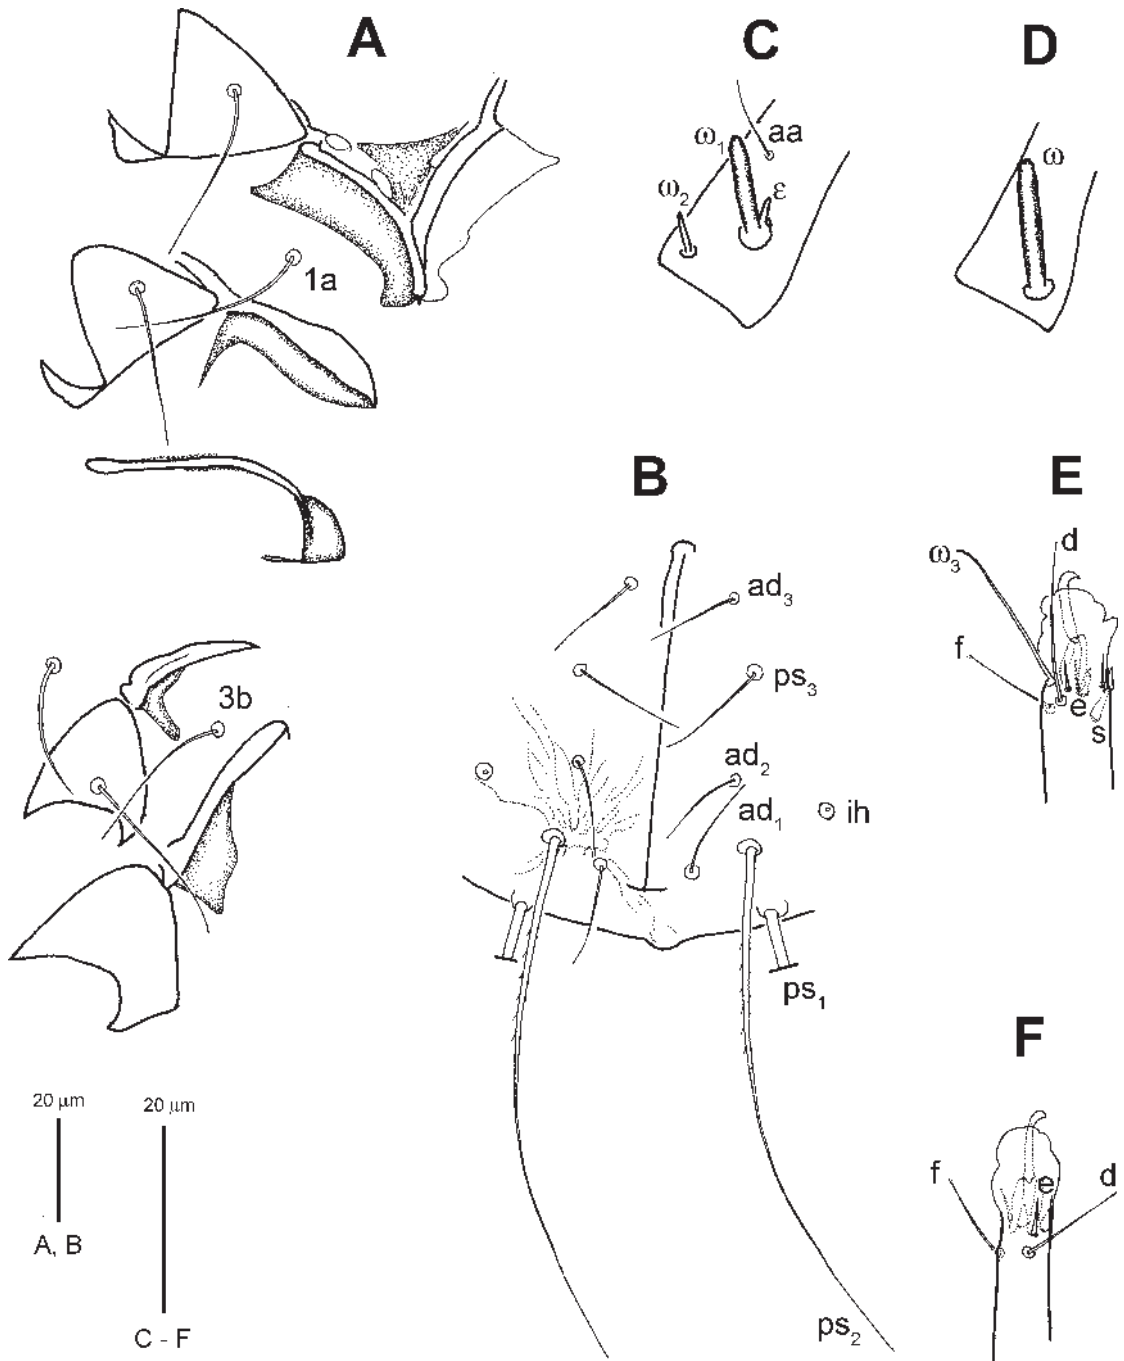 A
1a
3b
20 μm
A, B
20 μm
C - F
B
ad3
ps3
ad2
ad1
ih
ps1
ps2
C
aa
ω1
ω2
ε
D
ω
E
d
ω3
f
e
s
F
f
e
d